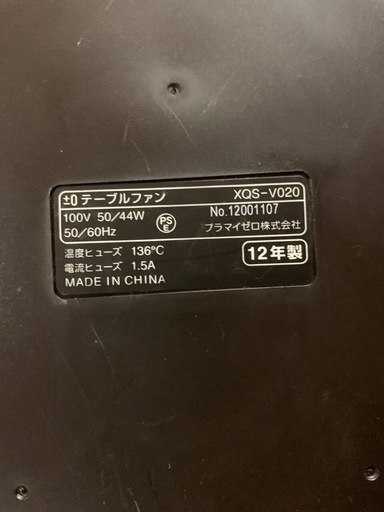 ±0 テーブルファン XQS-V020
100V 50/44W PSE No.12001107
50/60Hz プラマイゼロ株式会社
温度ヒューズ 136℃
電流ヒューズ 1.5A 12年製
MADE IN CHINA